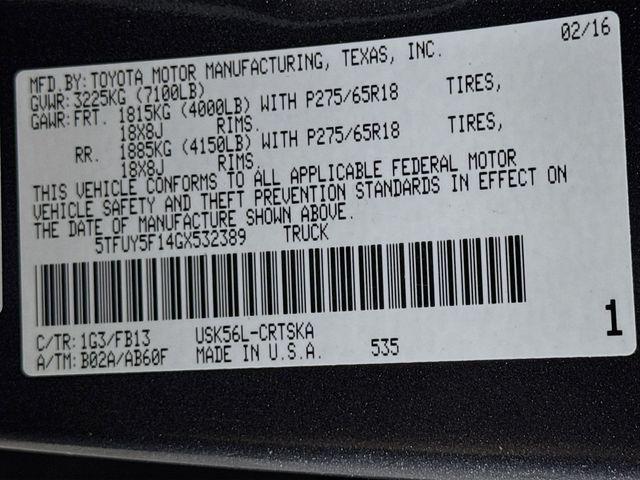 02/16
MFD.BY:TOYOTA MOTOR MANUFACTURING, TEXAS, INC.
GVWR: 3225KG (7100LB)
GAWR:FRT. 1815KG (4000LB) WITH P275/65R18 TIRES,
18X8J RIMS.
RR. 1885KG (4150LB) WITH P275/65R18 TIRES,
18X8J RIMS.
THIS VEHICLE CONFORMS TO ALL APPLICABLE FEDERAL MOTOR
VEHICLE SAFETY AND THEFT PREVENTION STANDARDS IN EFFECT ON
THE DATE OF MANUFACTURE SHOWN ABOVE.
5TFUY5F14GX532389 TRUCK
C/TR:1G3/FB13 USK56L-CRTSKA
A/TM:B02A/AB60F MADE IN U.S.A. 535
1